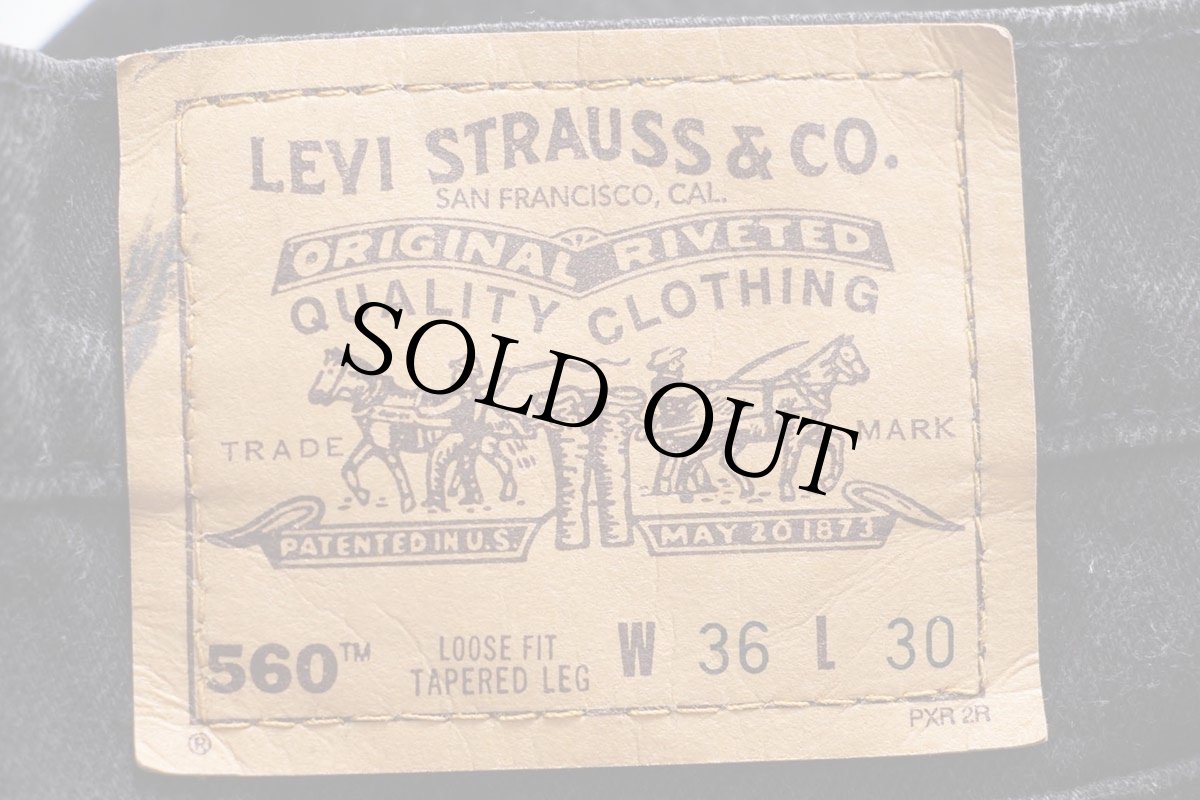 LEVI STRAUSS & CO.
SAN FRANCISCO, CAL.
ORIGINAL RIVETED
QUALITY CLOTHING
SOLD OUT
TRADE MARK
PATENTED IN U.S. MAY 20 1873
560™ LOOSE FIT W 36 L 30
TAPERED LEG
PXR 2R
®